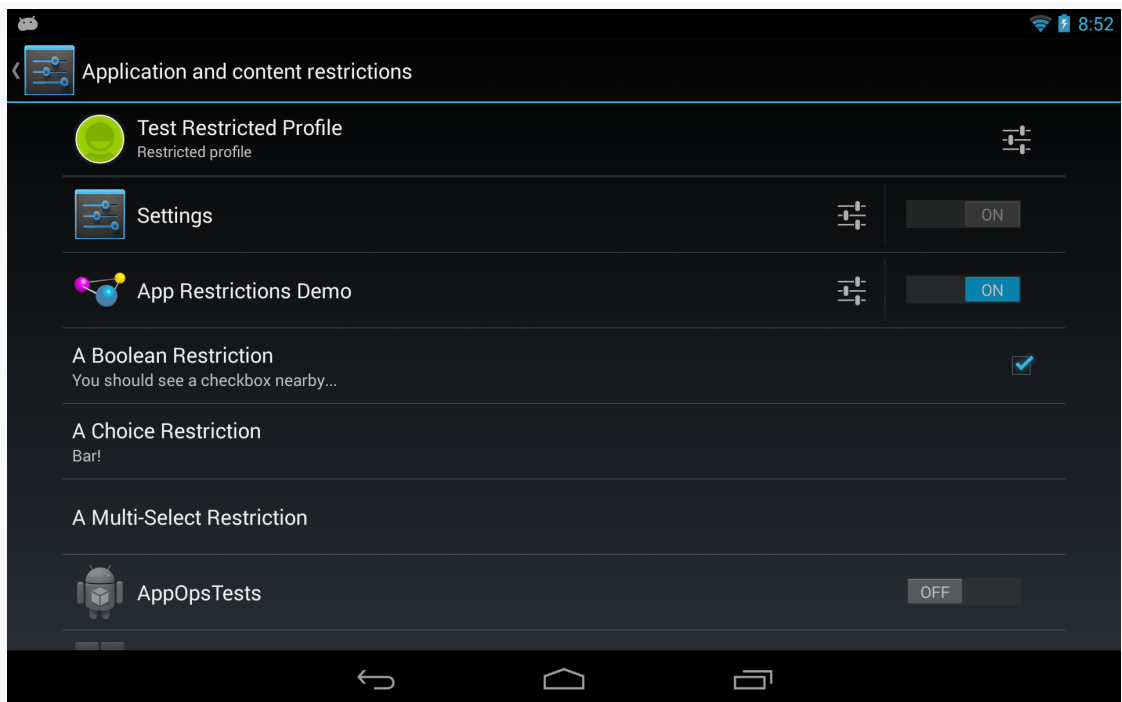 8:52
Application and content restrictions
Test Restricted Profile
Restricted profile
Settings
ON
App Restrictions Demo
ON
A Boolean Restriction
You should see a checkbox nearby...
A Choice Restriction
Bar!
A Multi-Select Restriction
AppOpsTests
OFF